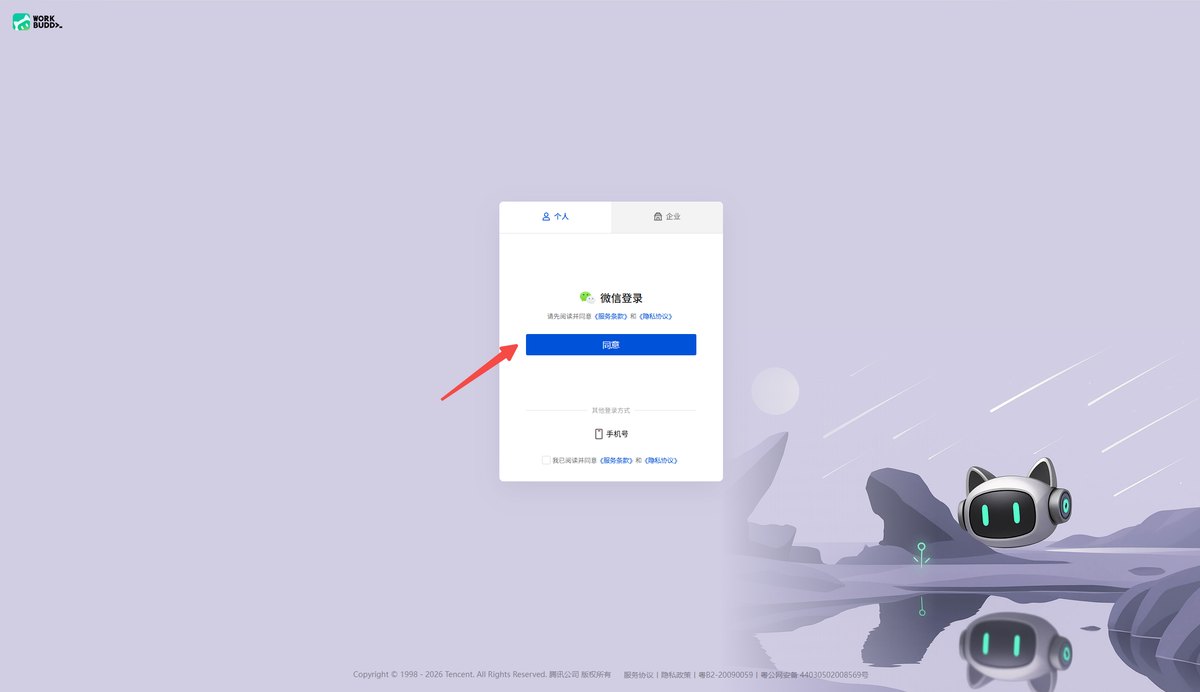 WORK
BUDD>_
个人
企业
微信登录
请先阅读并同意《服务条款》和《隐私协议》
同意
其他登录方式
手机号
我已阅读并同意《服务条款》和《隐私协议》
Copyright © 1998 - 2026 Tencent. All Rights Reserved. 腾讯公司 版权所有 服务协议 | 隐私政策 | 粤B2-20090059 | 粤公网安备 44030502008569号